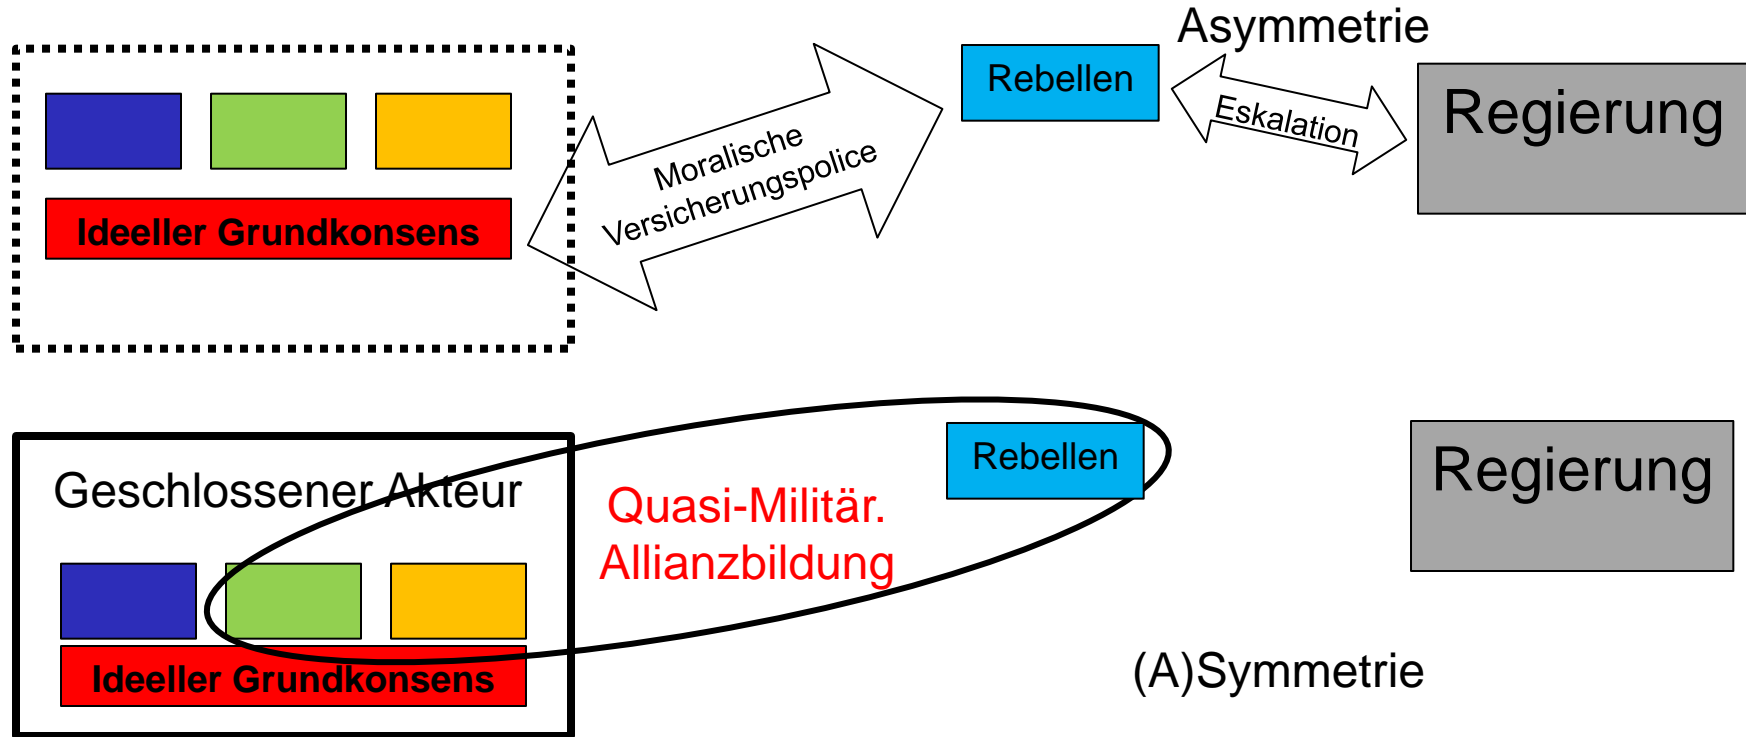 Asymmetrie
Rebellen
Regierung
Eskalation
Moralische
Versicherungspolice
Ideeller Grundkonsens
Geschlossener Akteur
Rebellen
Regierung
Quasi-Militär.
Allianzbildung
Ideeller Grundkonsens
(A)Symmetrie